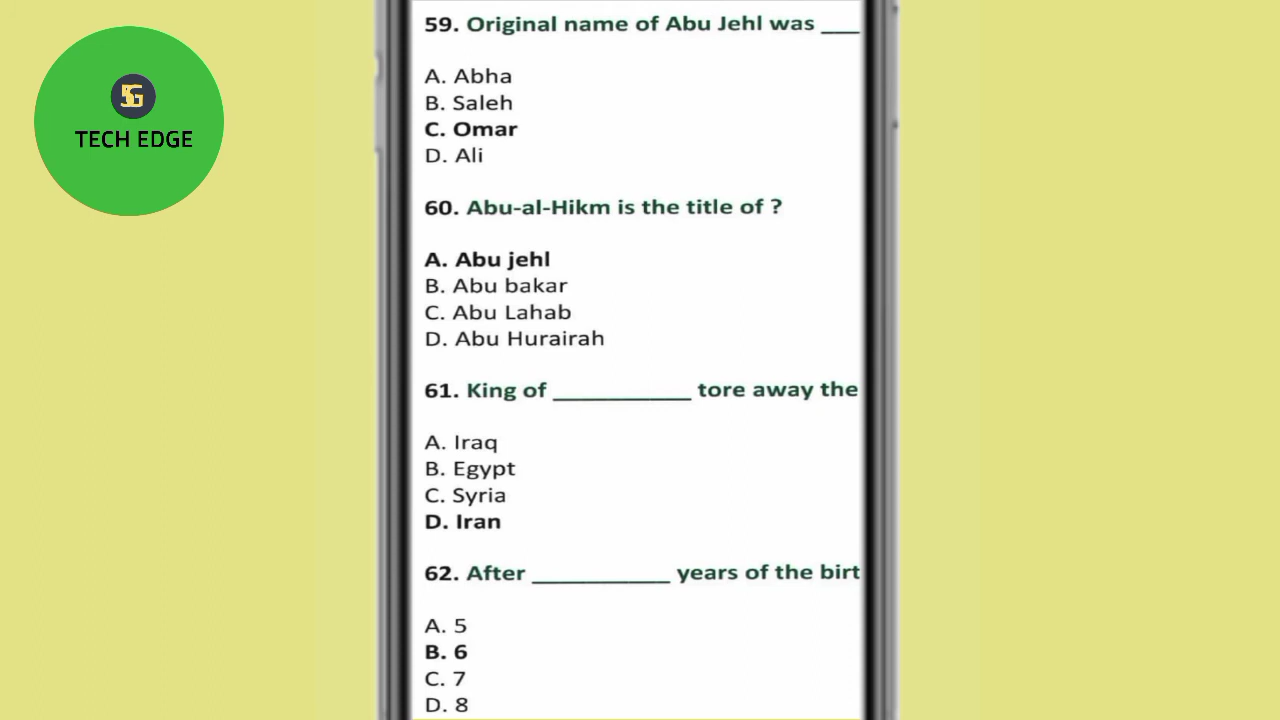 5G
TECH EDGE
59. Original name of Abu Jehl was ___
A. Abha
B. Saleh
C. Omar
D. Ali
60. Abu-al-Hikm is the title of ?
A. Abu jehl
B. Abu bakar
C. Abu Lahab
D. Abu Hurairah
61. King of ___________ tore away the
A. Iraq
B. Egypt
C. Syria
D. Iran
62. After ___________ years of the birt
A. 5
B. 6
C. 7
D. 8